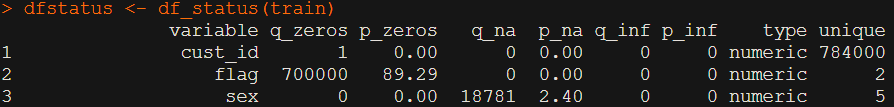 > dfstatus <- df_status(train)
variable q_zeros p_zeros q_na p_na q_inf p_inf type unique
1 cust_id 1 0.00 0 0.00 0 0 numeric 784000
2 flag 700000 89.29 0 0.00 0 0 numeric 2
3 sex 0 0.00 18781 2.40 0 0 numeric 5